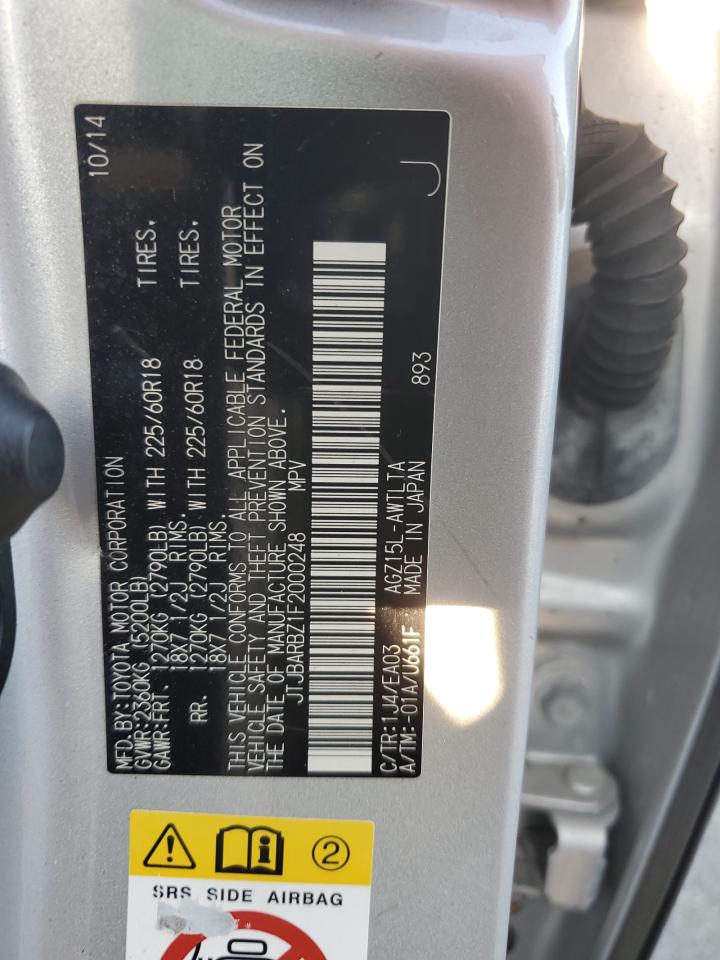 MFD.BY:TOYOTA MOTOR CORPORATION 10/14
GVWR:2360KG (5200LB)
GAWR:FRT. 1270KG (2790LB) WITH 225/60R18 TIRES.
18X7 1/2J RIMS.
RR. 1270KG (2790LB) WITH 225/60R18 TIRES.
18X7 1/2J RIMS.
THIS VEHICLE CONFORMS TO ALL APPLICABLE FEDERAL MOTOR
VEHICLE SAFETY AND THEFT PREVENTION STANDARDS IN EFFECT ON
THE DATE OF MANUFACTURE SHOWN ABOVE.
JTJBARBZ1F2000248 MPV
C/TR:1J4/EA03 AGZ15L-AWTLTA
A/TM:-01A/U661F MADE IN JAPAN 893
J
2
SRS SIDE AIRBAG